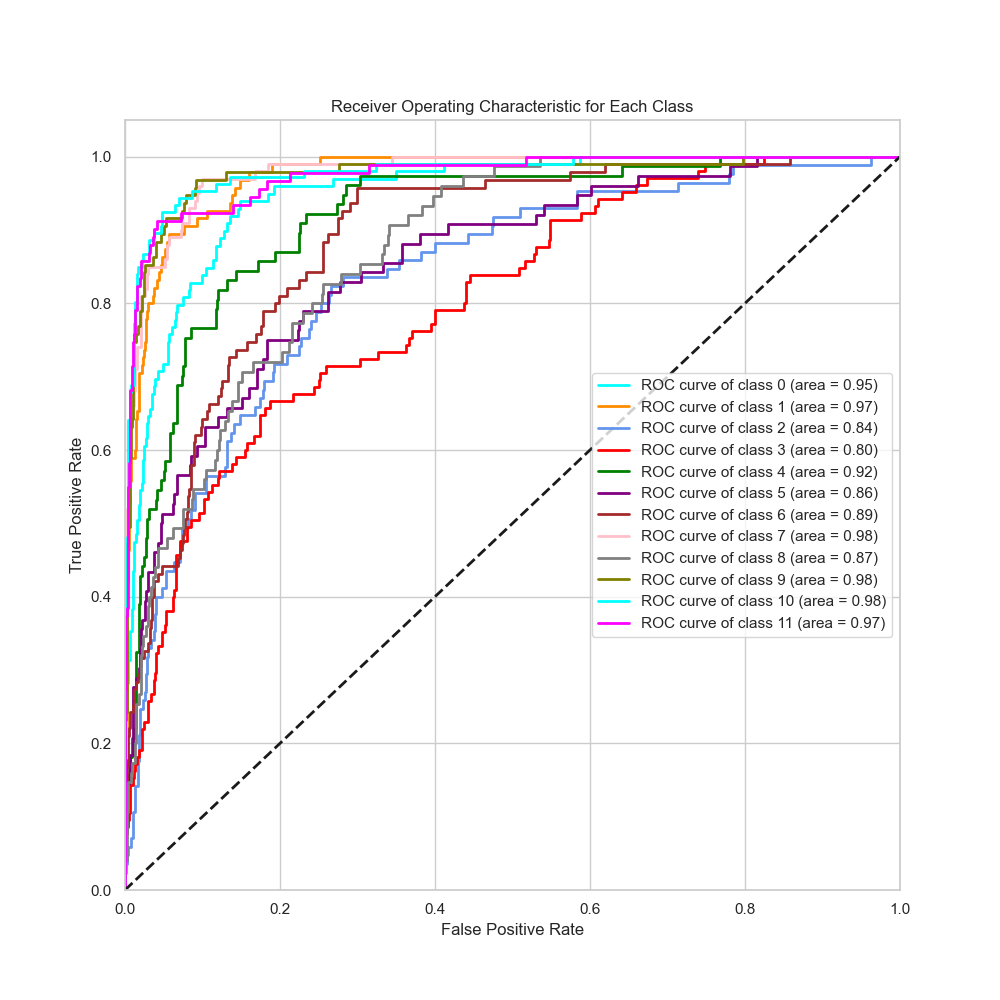 Receiver Operating Characteristic for Each Class
1.0
0.8
0.6
0.4
0.2
0.0
True Positive Rate
ROC curve of class 0 (area = 0.95)
ROC curve of class 1 (area = 0.97)
ROC curve of class 2 (area = 0.84)
ROC curve of class 3 (area = 0.80)
ROC curve of class 4 (area = 0.92)
ROC curve of class 5 (area = 0.86)
ROC curve of class 6 (area = 0.89)
ROC curve of class 7 (area = 0.98)
ROC curve of class 8 (area = 0.87)
ROC curve of class 9 (area = 0.98)
ROC curve of class 10 (area = 0.98)
ROC curve of class 11 (area = 0.97)
0.0 0.2 0.4 0.6 0.8 1.0
False Positive Rate